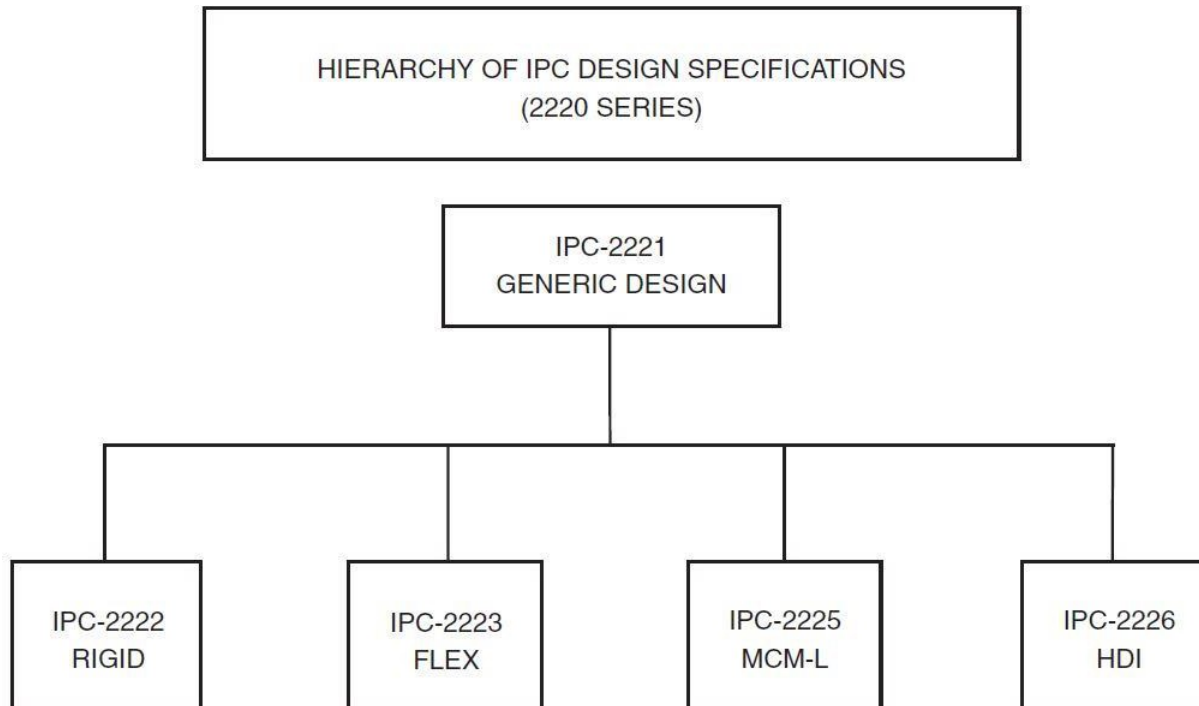 HIERARCHY OF IPC DESIGN SPECIFICATIONS
(2220 SERIES)
IPC-2221
GENERIC DESIGN
IPC-2222
RIGID
IPC-2223
FLEX
IPC-2225
MCM-L
IPC-2226
HDI